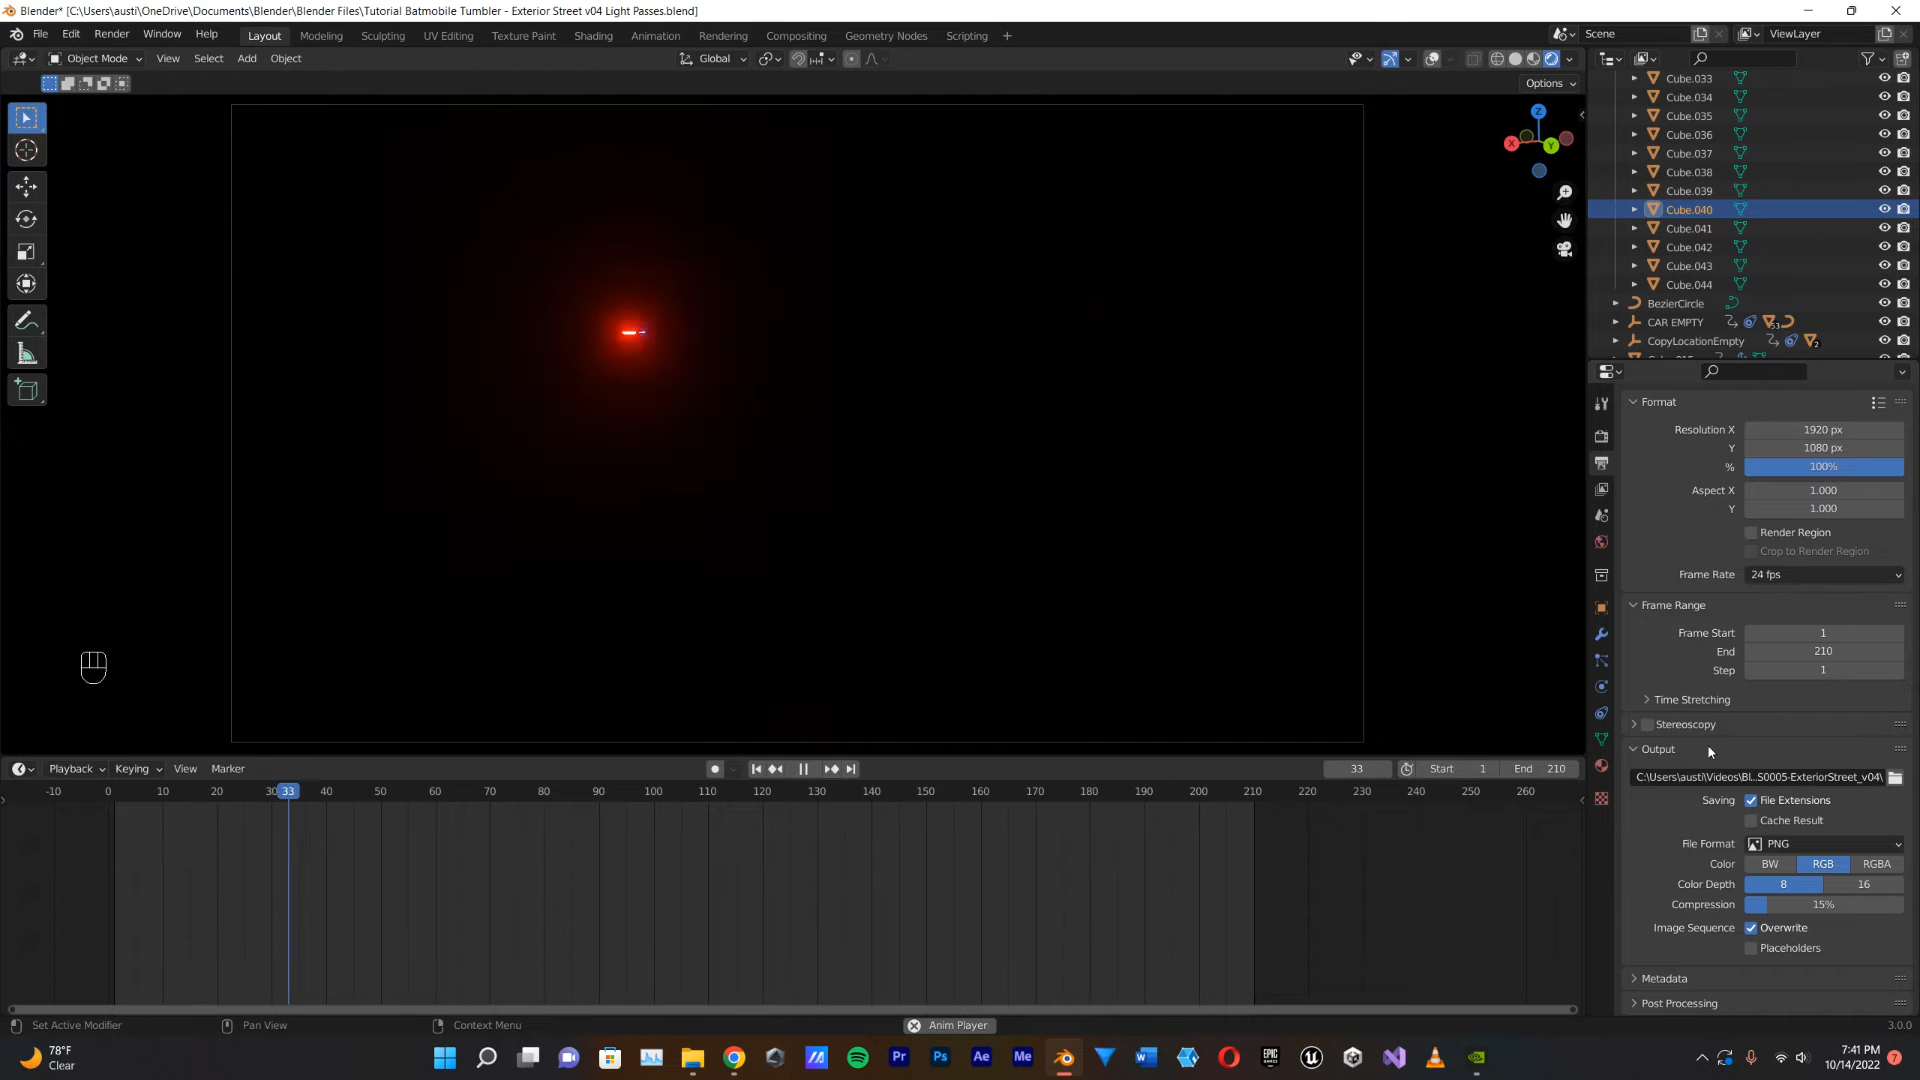 Blender* [C:\Users\austi\OneDrive\Documents\Blender\Blender Files\Tutorial Batmobile Tumbler - Exterior Street v04 Light Passes.blend]
File Edit Render Window Help Layout Modeling Sculpting UV Editing Texture Paint Shading Animation Rendering Compositing Geometry Nodes Scripting + Scene ViewLayer
Object Mode View Select Add Object Global
Options
Cube.033
Cube.034
Cube.035
Cube.036
Cube.037
Cube.038
Cube.039
Cube.040
Cube.041
Cube.042
Cube.043
Cube.044
BezierCircle
CAR EMPTY 53
CopyLocationEmpty 2
Z
X Y
Format
Resolution X 1920 px
Y 1080 px
% 100%
Aspect X 1.000
Y 1.000
Render Region
Crop to Render Region
Frame Rate 24 fps
Frame Range
Frame Start 1
End 210
Step 1
Time Stretching
Stereoscopy
Output
C:\Users\austi\Videos\Bl...S0005-ExteriorStreet_v04\
Saving File Extensions
Cache Result
File Format PNG
Color BW RGB RGBA
Color Depth 8 16
Compression 15%
Image Sequence Overwrite
Placeholders
Metadata
Post Processing
Playback Keying View Marker 33 Start 1 End 210
-10 0 10 20 30 33 40 50 60 70 80 90 100 110 120 130 140 150 160 170 180 190 200 210 220 230 240 250 260
Set Active Modifier Pan View Context Menu Anim Player 3.0.0
78°F
Clear
Pr Ps Ae Me
EPIC GAMES
7:41 PM
10/14/2022
7